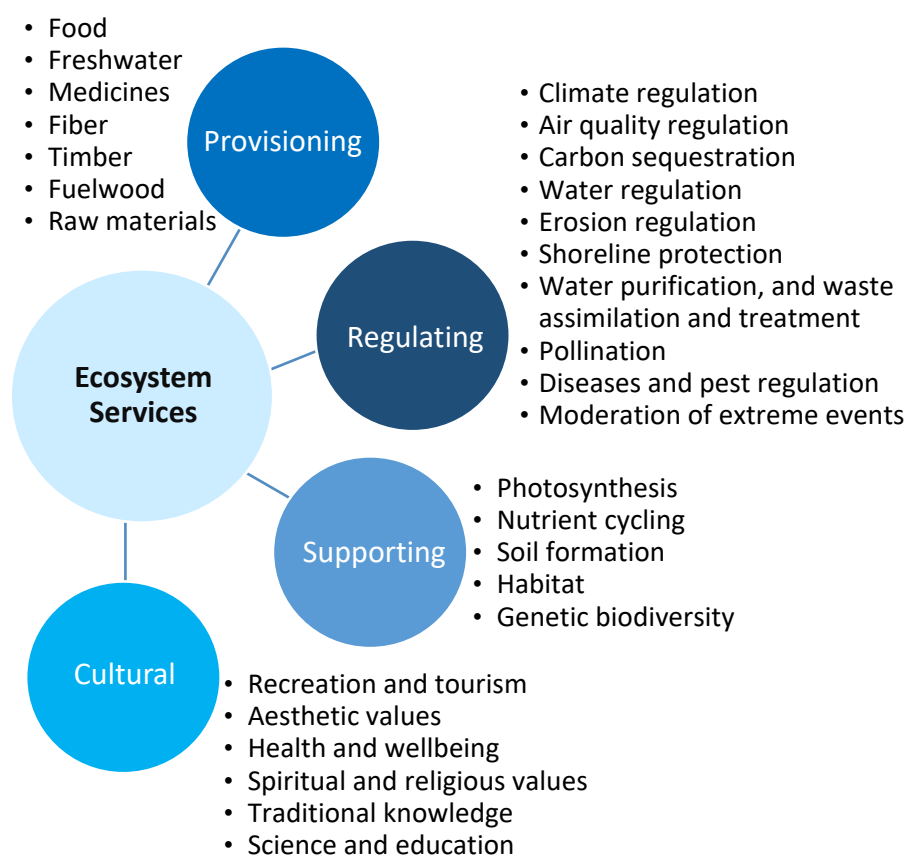 • Food
• Freshwater
• Medicines
• Fiber
• Timber
• Fuelwood
• Raw materials
Provisioning
• Climate regulation
• Air quality regulation
• Carbon sequestration
• Water regulation
• Erosion regulation
• Shoreline protection
• Water purification, and waste
assimilation and treatment
• Pollination
• Diseases and pest regulation
• Moderation of extreme events
Regulating
Ecosystem
Services
• Photosynthesis
• Nutrient cycling
• Soil formation
• Habitat
• Genetic biodiversity
Supporting
Cultural
• Recreation and tourism
• Aesthetic values
• Health and wellbeing
• Spiritual and religious values
• Traditional knowledge
• Science and education